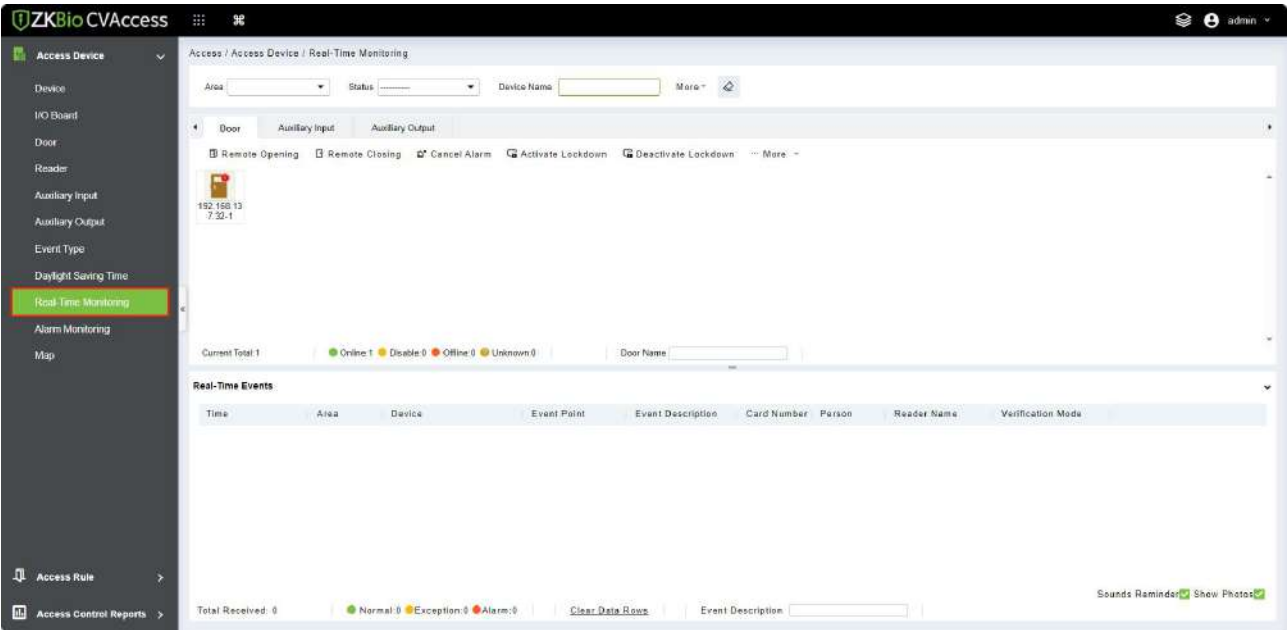 ZKBio CVAccess
admin
Access Device
Device
I/O Board
Door
Reader
Auxiliary Input
Auxiliary Output
Event Type
Daylight Saving Time
Real-Time Monitoring
Alarm Monitoring
Map
Access Rule
Access Control Reports
Access / Access Device / Real-Time Monitoring
Area Status ---------- Device Name More
Door Auxiliary Input Auxiliary Output
Remote Opening Remote Closing Cancel Alarm Activate Lockdown Deactivate Lockdown ··· More
192.168.13
7.32-1
Current Total:1 Online:1 Disable:0 Offline:0 Unknown:0 Door Name
Real-Time Events
Time Area Device Event Point Event Description Card Number Person Reader Name Verification Mode
Sounds Reminder Show Photos
Total Received: 0 Normal:0 Exception:0 Alarm:0 Clear Data Rows Event Description